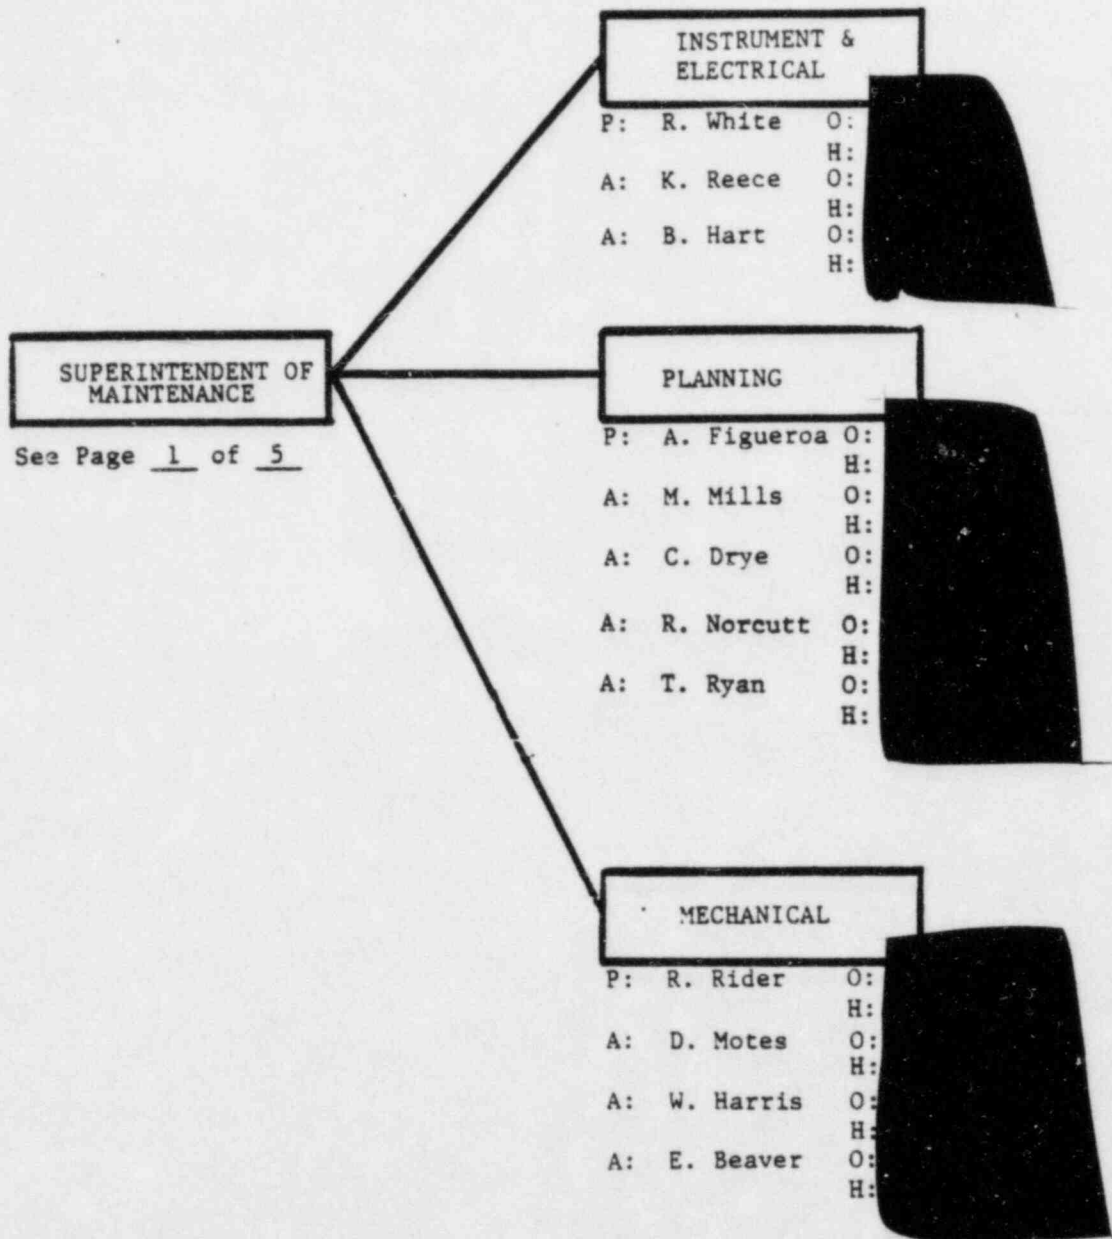 INSTRUMENT &
ELECTRICAL
P: R. White O:
H:
A: K. Reece O:
H:
A: B. Hart O:
H:
SUPERINTENDENT OF
MAINTENANCE
See Page 1 of 5
PLANNING
P: A. Figueroa O:
H:
A: M. Mills O:
H:
A: C. Drye O:
H:
A: R. Norcutt O:
H:
A: T. Ryan O:
H:
MECHANICAL
P: R. Rider O:
H:
A: D. Motes O:
H:
A: W. Harris O:
H:
A: E. Beaver O:
H: